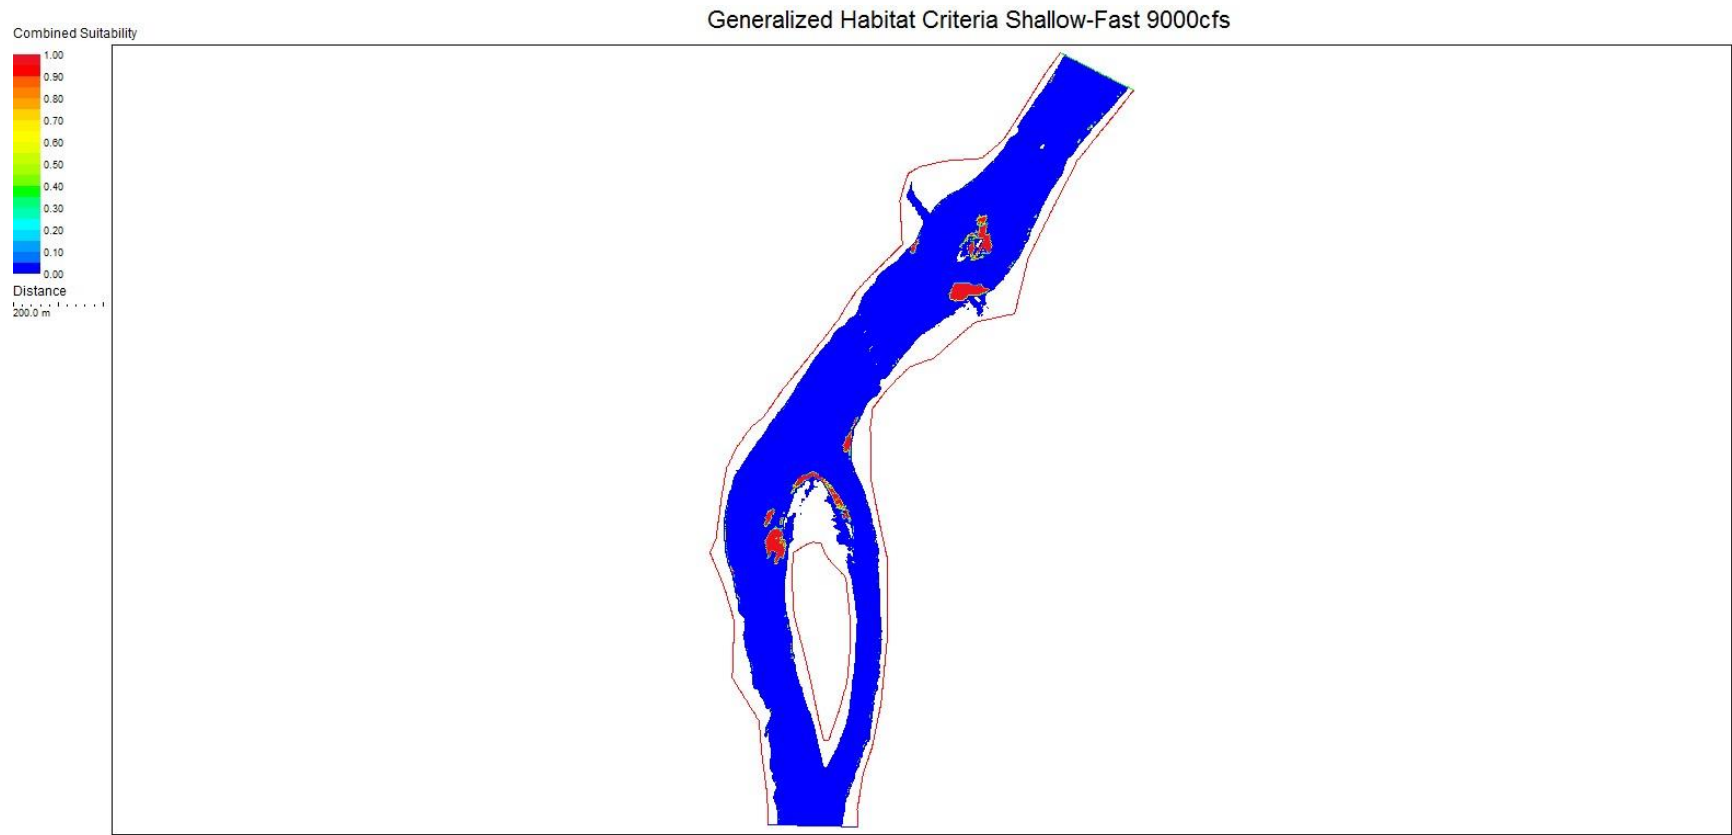 Generalized Habitat Criteria Shallow-Fast 9000cfs
Combined Suitability
1.00
0.90
0.80
0.70
0.60
0.50
0.40
0.30
0.20
0.10
0.00
Distance
200.0 m